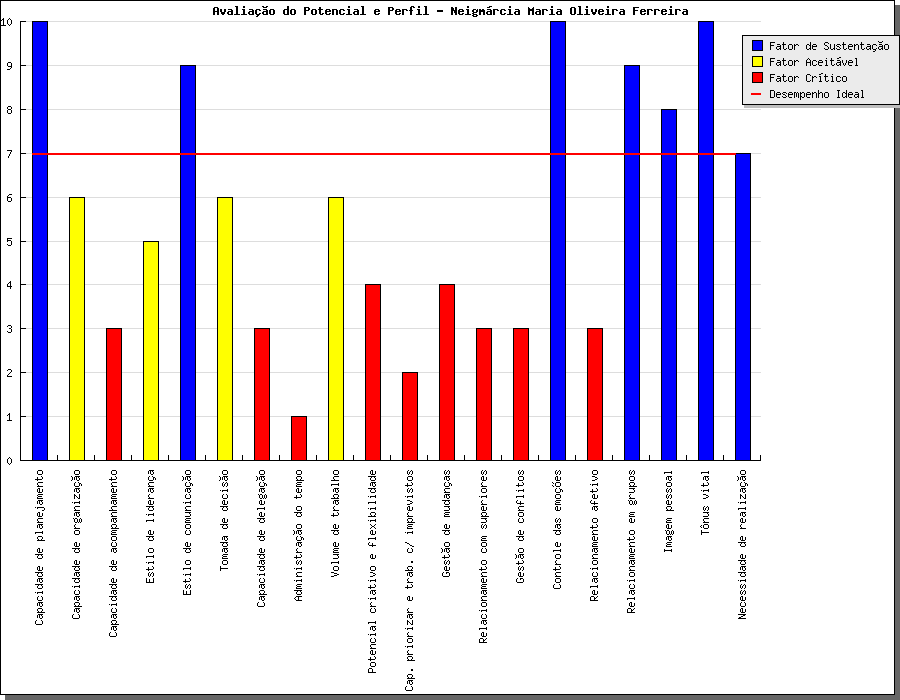 Avaliação do Potencial e Perfil - Neigmárcia Maria Oliveira Ferreira
Fator de Sustentação
Fator Aceitável
Fator Crítico
Desempenho Ideal
10
9
8
7
6
5
4
3
2
1
0
Capacidade de planejamento
Capacidade de organização
Capacidade de acompanhamento
Estilo de liderança
Estilo de comunicação
Tomada de decisão
Capacidade de delegação
Administração do tempo
Volume de trabalho
Potencial criativo e flexibilidade
Cap. priorizar e trab. c/ imprevistos
Gestão de mudanças
Relacionamento com superiores
Gestão de conflitos
Controle das emoções
Relacionamento afetivo
Relacionamento em grupos
Imagem pessoal
Tônus vital
Necessidade de realização